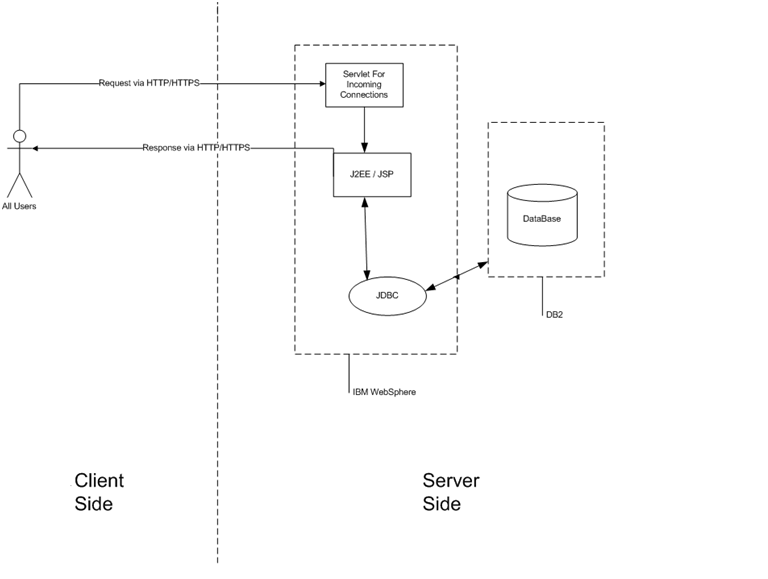 Request via HTTP/HTTPS
Servlet For
Incoming
Connections
Response via HTTP/HTTPS
J2EE / JSP
All Users
DataBase
JDBC
DB2
IBM WebSphere
Client
Side
Server
Side